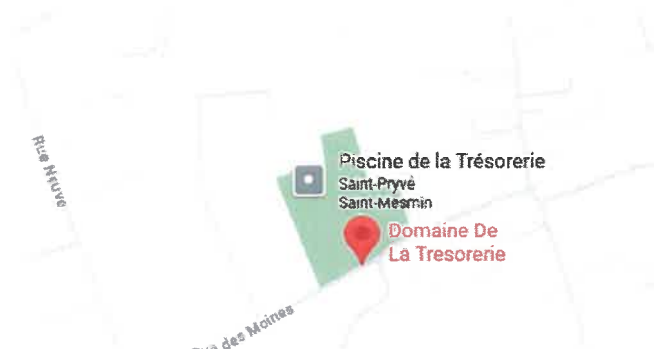 Rue Neuve
Piscine de la Trésorerie
Saint-Pryvé
Saint-Mesmin
Domaine De
La Tresorerie
Rue des Moines